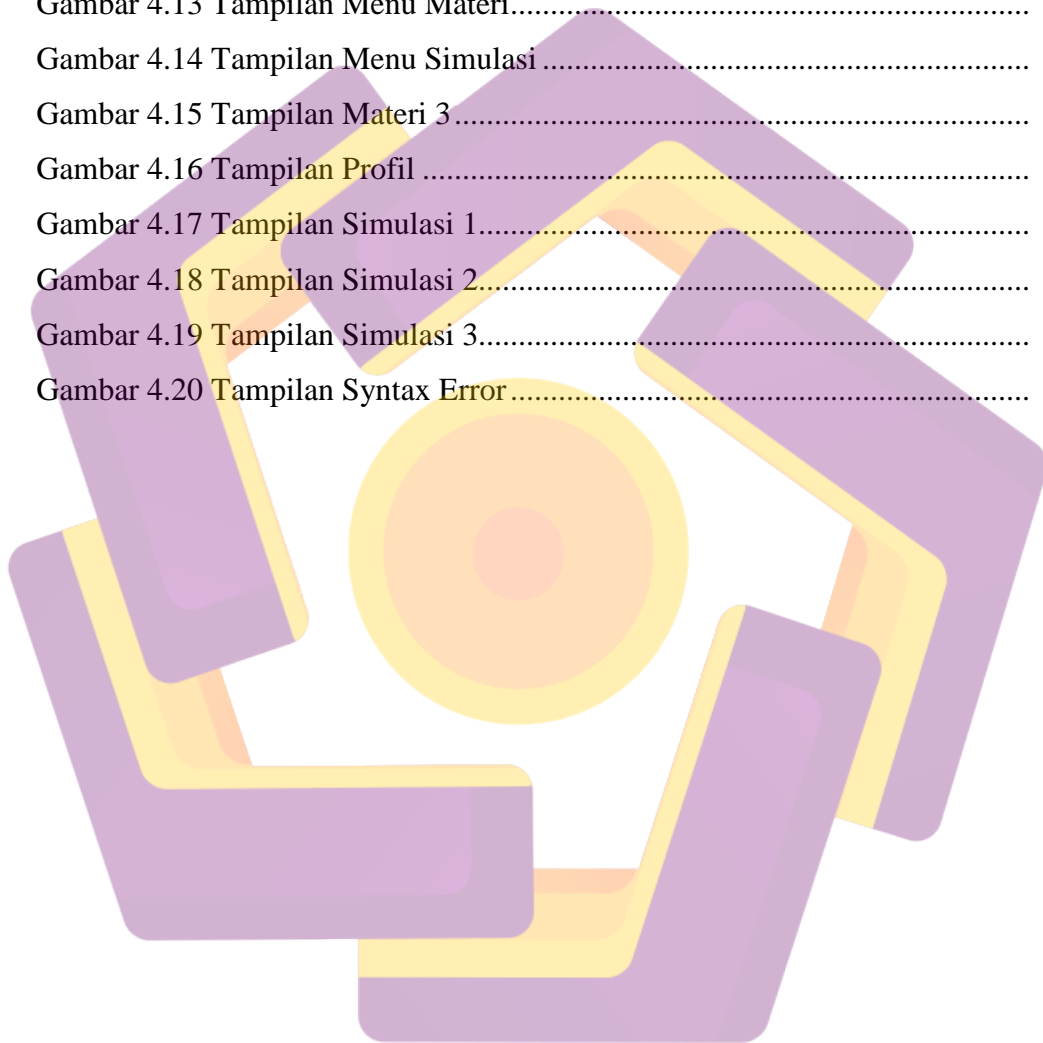 Gambar 4.13 Tampilan Menu Materi...............................................................
Gambar 4.14 Tampilan Menu Simulasi............................................................
Gambar 4.15 Tampilan Materi 3......................................................................
Gambar 4.16 Tampilan Profil ..........................................................................
Gambar 4.17 Tampilan Simulasi 1...................................................................
Gambar 4.18 Tampilan Simulasi 2...................................................................
Gambar 4.19 Tampilan Simulasi 3...................................................................
Gambar 4.20 Tampilan Syntax Error................................................................